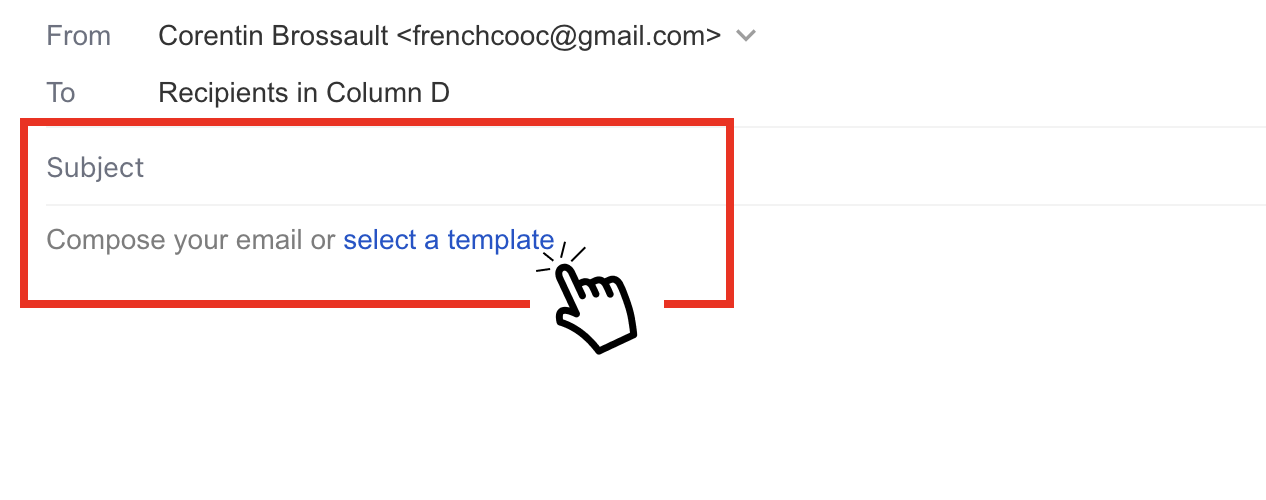 From Corentin Brossault <frenchcooc@gmail.com>
To Recipients in Column D
Subject
Compose your email or select a template